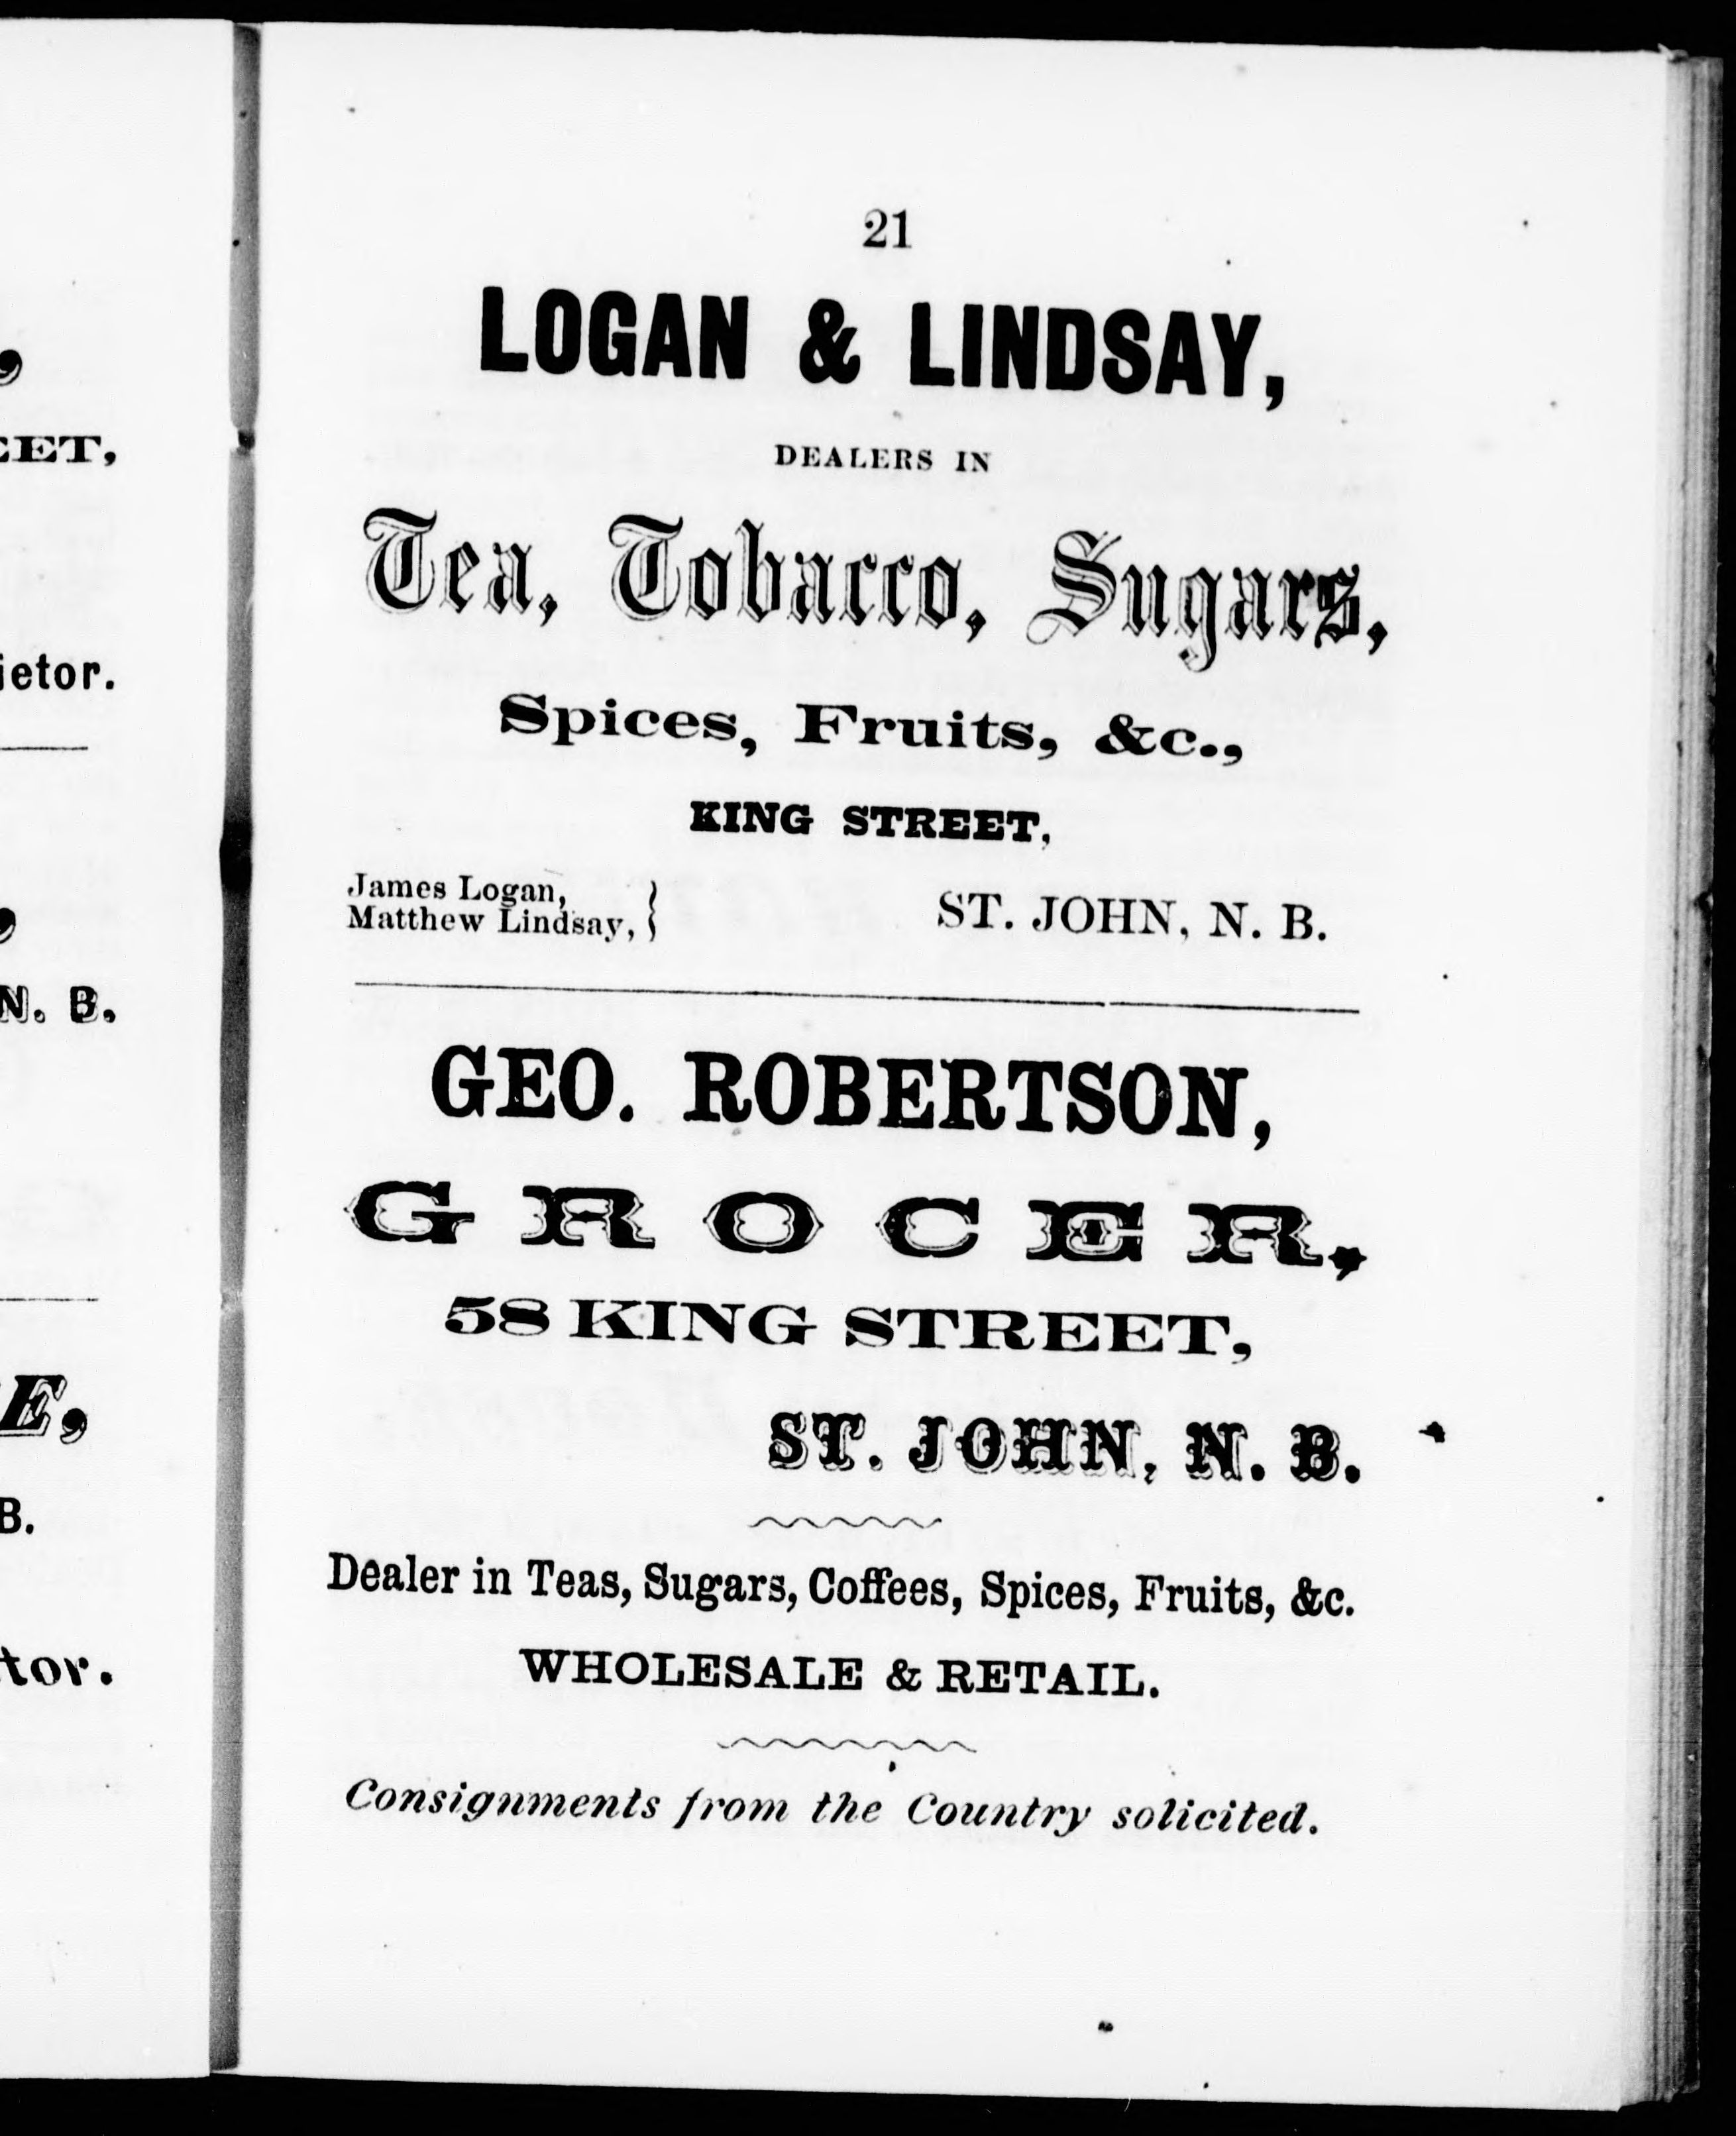 21
LOGAN & LINDSAY,
DEALERS IN
Tea, Tobacco, Sugars,
Spices, Fruits, &c.,
KING STREET,
James Logan,
Matthew Lindsay, }
ST. JOHN, N. B.
GEO. ROBERTSON,
GROCER,
58 KING STREET,
ST. JOHN, N. B.
Dealer in Teas, Sugars, Coffees, Spices, Fruits, &c.
WHOLESALE & RETAIL.
Consignments from the Country solicited.